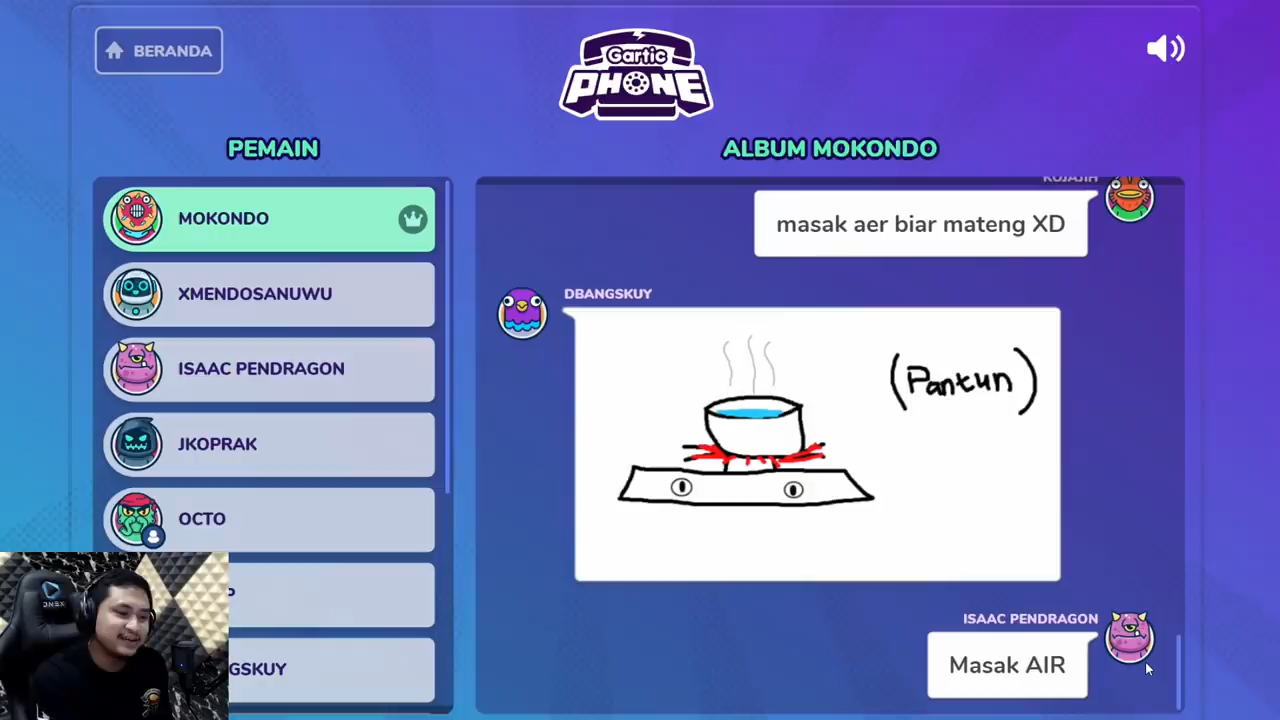 BERANDA
Gartic
PHONE
PEMAIN
ALBUM MOKONDO
MOKONDO
XMENDOSANUWU
ISAAC PENDRAGON
JKOPRAK
OCTO
P
GSKUY
KOJAJIH
masak aer biar mateng XD
DBANGSKUY
(Pantun)
ISAAC PENDRAGON
Masak AIR